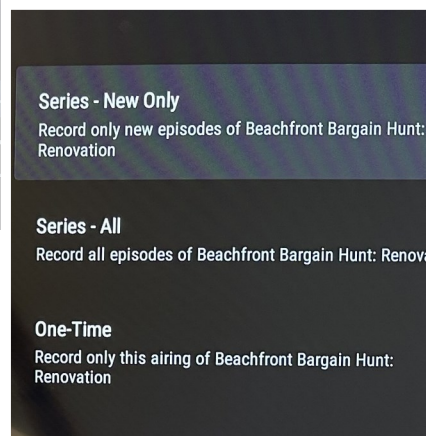 Series - New Only
Record only new episodes of Beachfront Bargain Hunt:
Renovation
Series - All
Record all episodes of Beachfront Bargain Hunt:
One-Time
Record only this airing of Beachfront Bargain Hunt:
Renovation